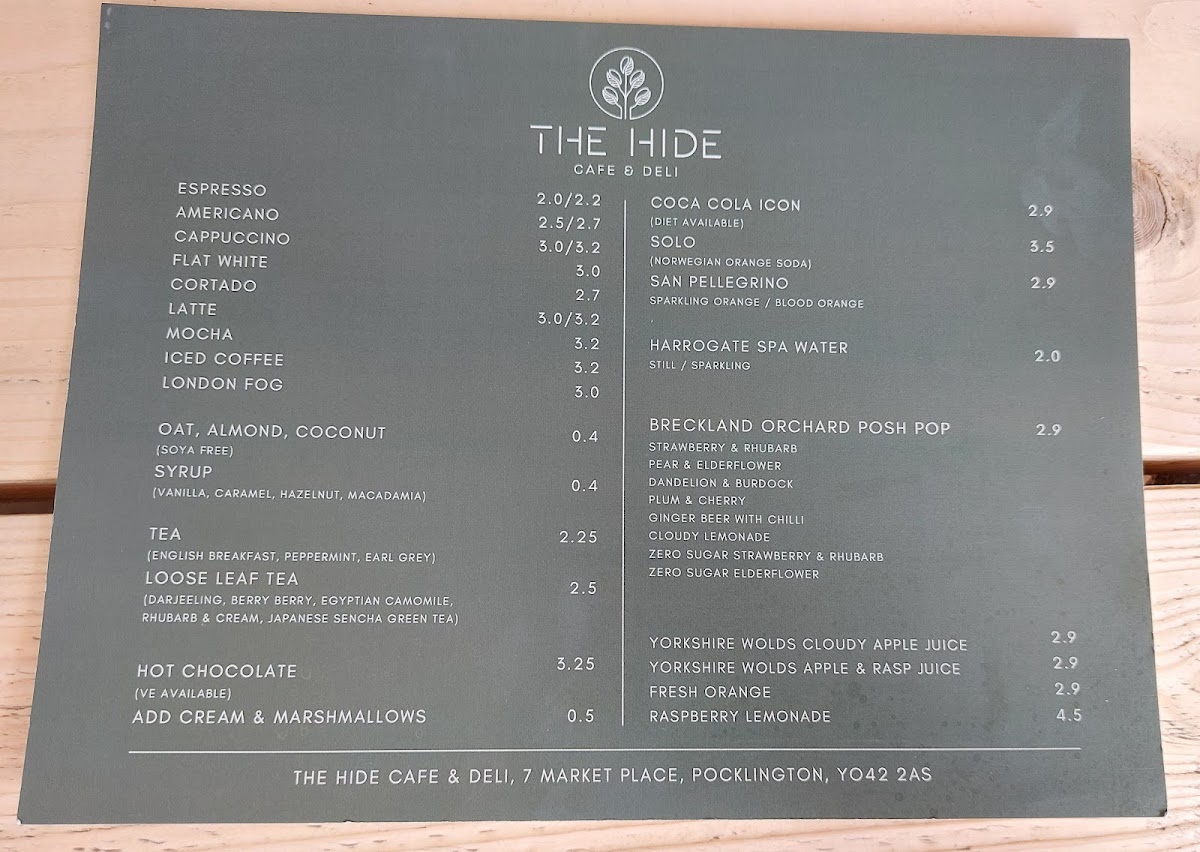 THE HIDE
CAFE & DELI
ESPRESSO 2.0/2.2
AMERICANO 2.5/2.7
CAPPUCCINO 3.0/3.2
FLAT WHITE 3.0
CORTADO 2.7
LATTE 3.0/3.2
MOCHA 3.2
ICED COFFEE 3.2
LONDON FOG 3.0
OAT, ALMOND, COCONUT 0.4
(SOYA FREE)
SYRUP 0.4
(VANILLA, CARAMEL, HAZELNUT, MACADAMIA)
TEA 2.25
(ENGLISH BREAKFAST, PEPPERMINT, EARL GREY)
LOOSE LEAF TEA 2.5
(DARJEELING, BERRY BERRY, EGYPTIAN CAMOMILE,
RHUBARB & CREAM, JAPANESE SENCHA GREEN TEA)
HOT CHOCOLATE 3.25
(VE AVAILABLE)
ADD CREAM & MARSHMALLOWS 0.5
COCA COLA ICON 2.9
(DIET AVAILABLE)
SOLO 3.5
(NORWEGIAN ORANGE SODA)
SAN PELLEGRINO 2.9
SPARKLING ORANGE / BLOOD ORANGE
HARROGATE SPA WATER 2.0
STILL / SPARKLING
BRECKLAND ORCHARD POSH POP 2.9
STRAWBERRY & RHUBARB
PEAR & ELDERFLOWER
DANDELION & BURDOCK
PLUM & CHERRY
GINGER BEER WITH CHILLI
CLOUDY LEMONADE
ZERO SUGAR STRAWBERRY & RHUBARB
ZERO SUGAR ELDERFLOWER
YORKSHIRE WOLDS CLOUDY APPLE JUICE 2.9
YORKSHIRE WOLDS APPLE & RASP JUICE 2.9
FRESH ORANGE 2.9
RASPBERRY LEMONADE 4.5
THE HIDE CAFE & DELI, 7 MARKET PLACE, POCKLINGTON, YO42 2AS